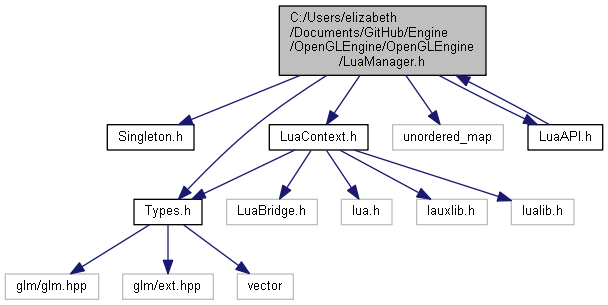 C:/Users/elizabeth
/Documents/GitHub/Engine
/OpenGLEngine/OpenGLEngine
/LuaManager.h
Singleton.h
LuaContext.h
unordered_map
LuaAPI.h
Types.h
LuaBridge.h
lua.h
lauxlib.h
lualib.h
glm/glm.hpp
glm/ext.hpp
vector